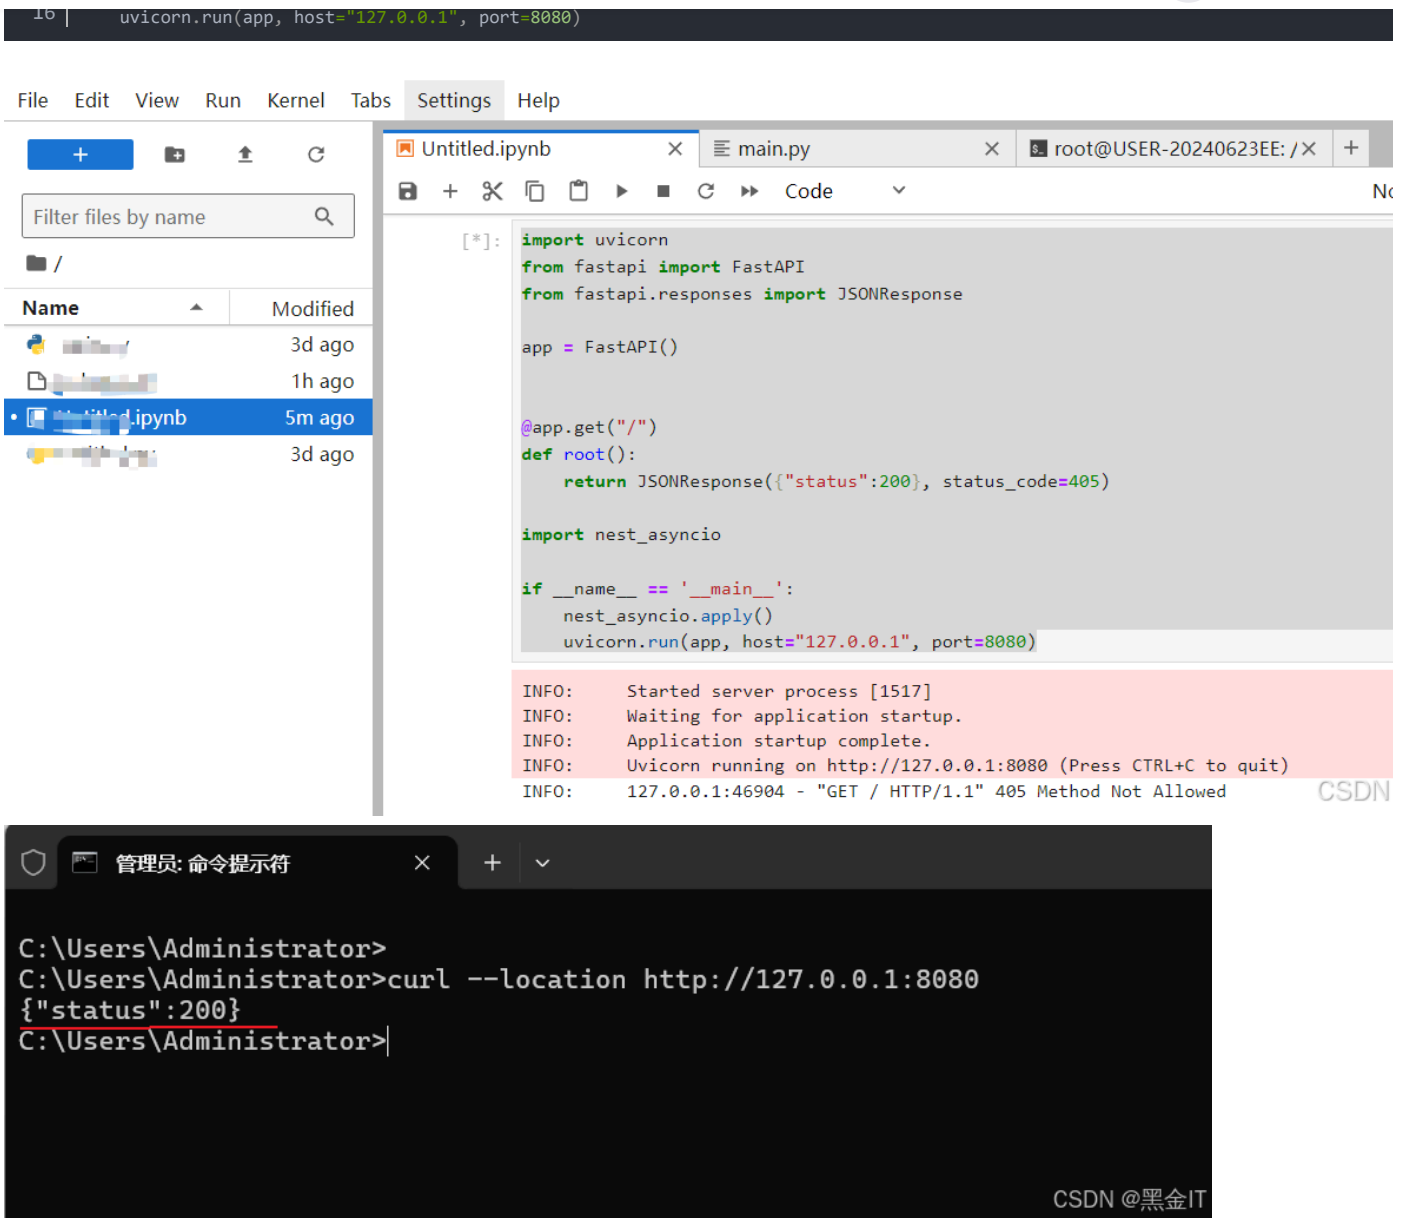 16 uvicorn.run(app, host="127.0.0.1", port=8080)
File Edit View Run Kernel Tabs Settings Help
Untitled.ipynb main.py root@USER-20240623EE: /
Code
Filter files by name
/
Name Modified
3d ago
1h ago
.ipynb 5m ago
3d ago
[*]:
import uvicorn
from fastapi import FastAPI
from fastapi.responses import JSONResponse
app = FastAPI()
@app.get("/")
def root():
return JSONResponse({"status":200}, status_code=405)
import nest_asyncio
if __name__ == '__main__':
nest_asyncio.apply()
uvicorn.run(app, host="127.0.0.1", port=8080)
INFO: Started server process [1517]
INFO: Waiting for application startup.
INFO: Application startup complete.
INFO: Uvicorn running on http://127.0.0.1:8080 (Press CTRL+C to quit)
INFO: 127.0.0.1:46904 - "GET / HTTP/1.1" 405 Method Not Allowed
CSDN
管理员: 命令提示符
C:\Users\Administrator>
C:\Users\Administrator>curl --location http://127.0.0.1:8080
{"status":200}
C:\Users\Administrator>
CSDN @黑金IT